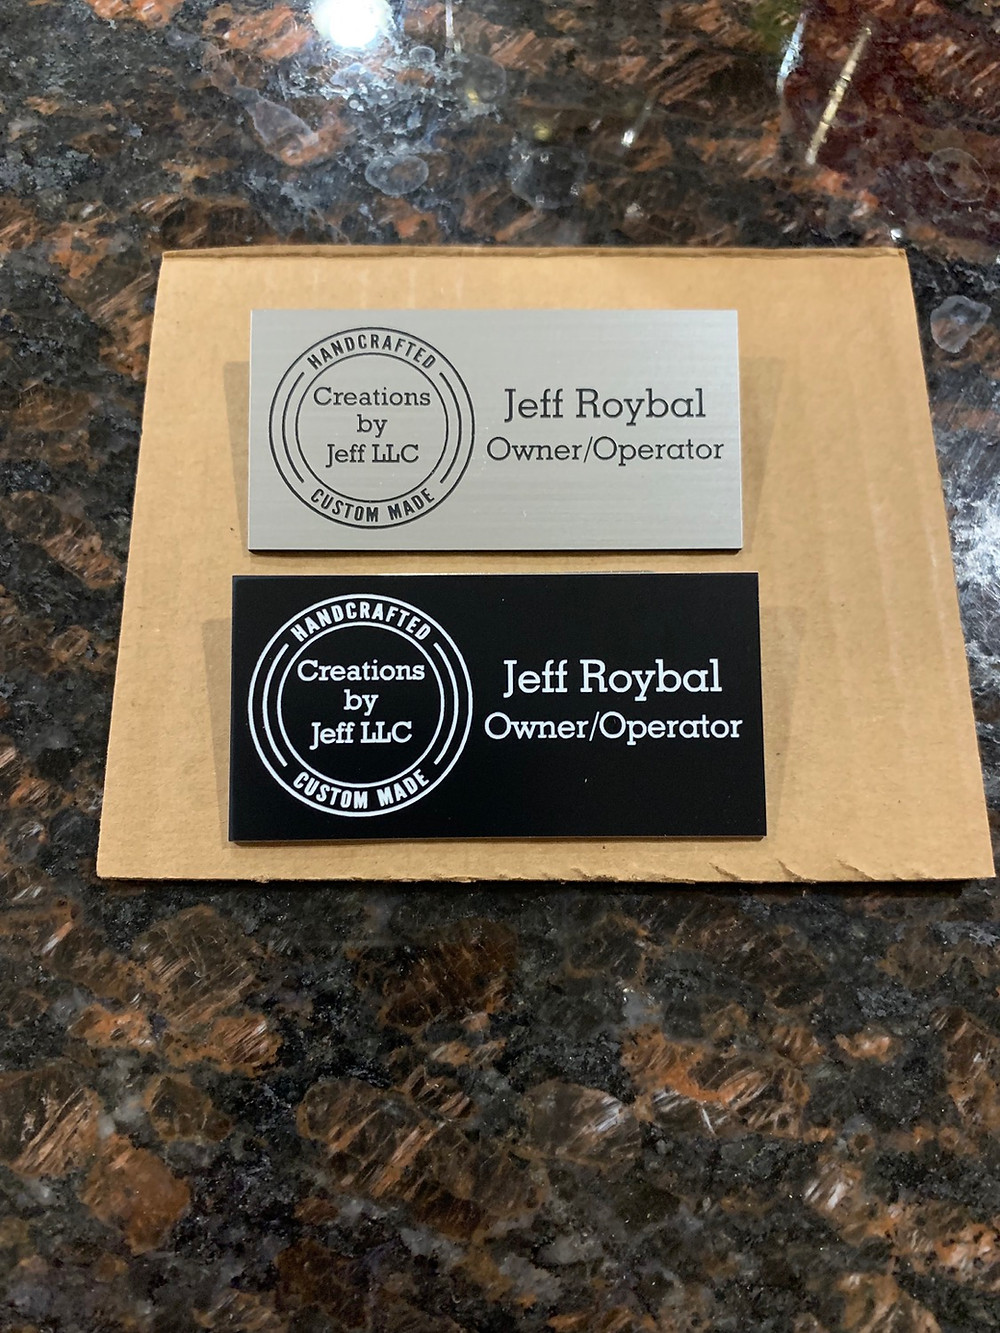 HANDCRAFTED
Creations
by
Jeff LLC
CUSTOM MADE
Jeff Roybal
Owner/Operator
HANDCRAFTED
Creations
by
Jeff LLC
CUSTOM MADE
Jeff Roybal
Owner/Operator